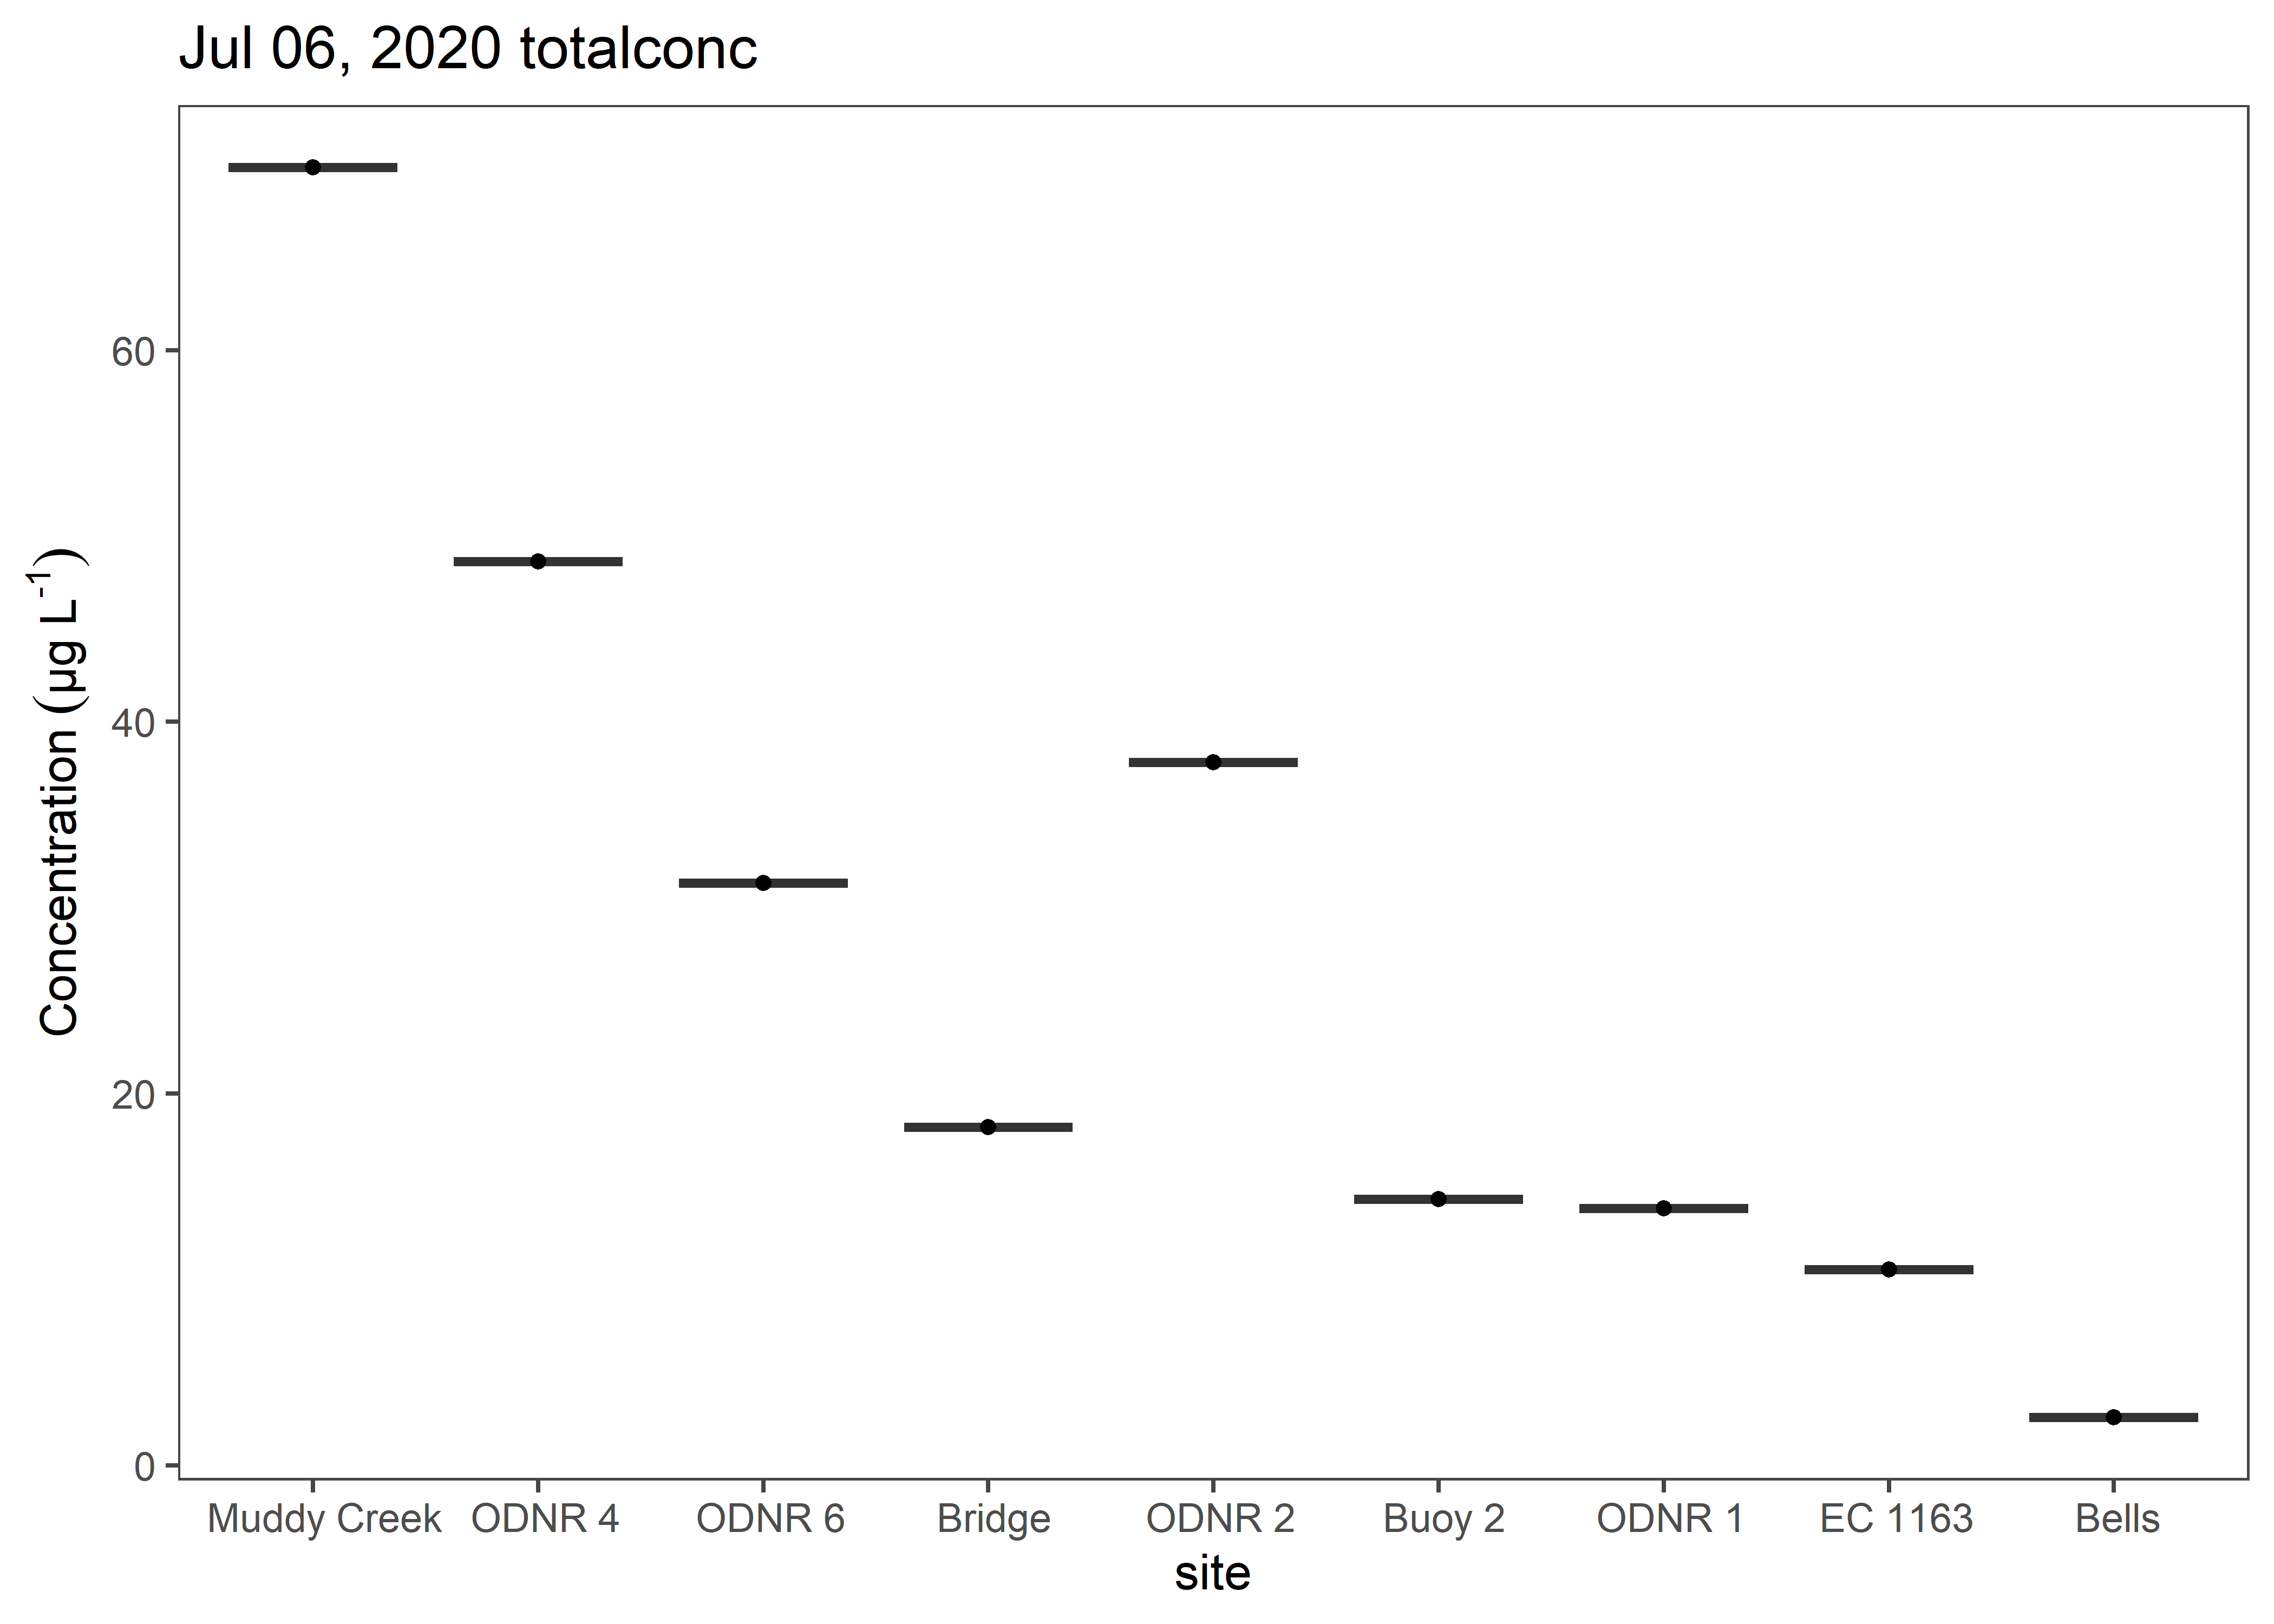 Jul 06, 2020 totalconc
Concentration (µg L⁻¹)
60
40
20
0
Muddy Creek ODNR 4 ODNR 6 Bridge ODNR 2 Buoy 2 ODNR 1 EC 1163 Bells
site